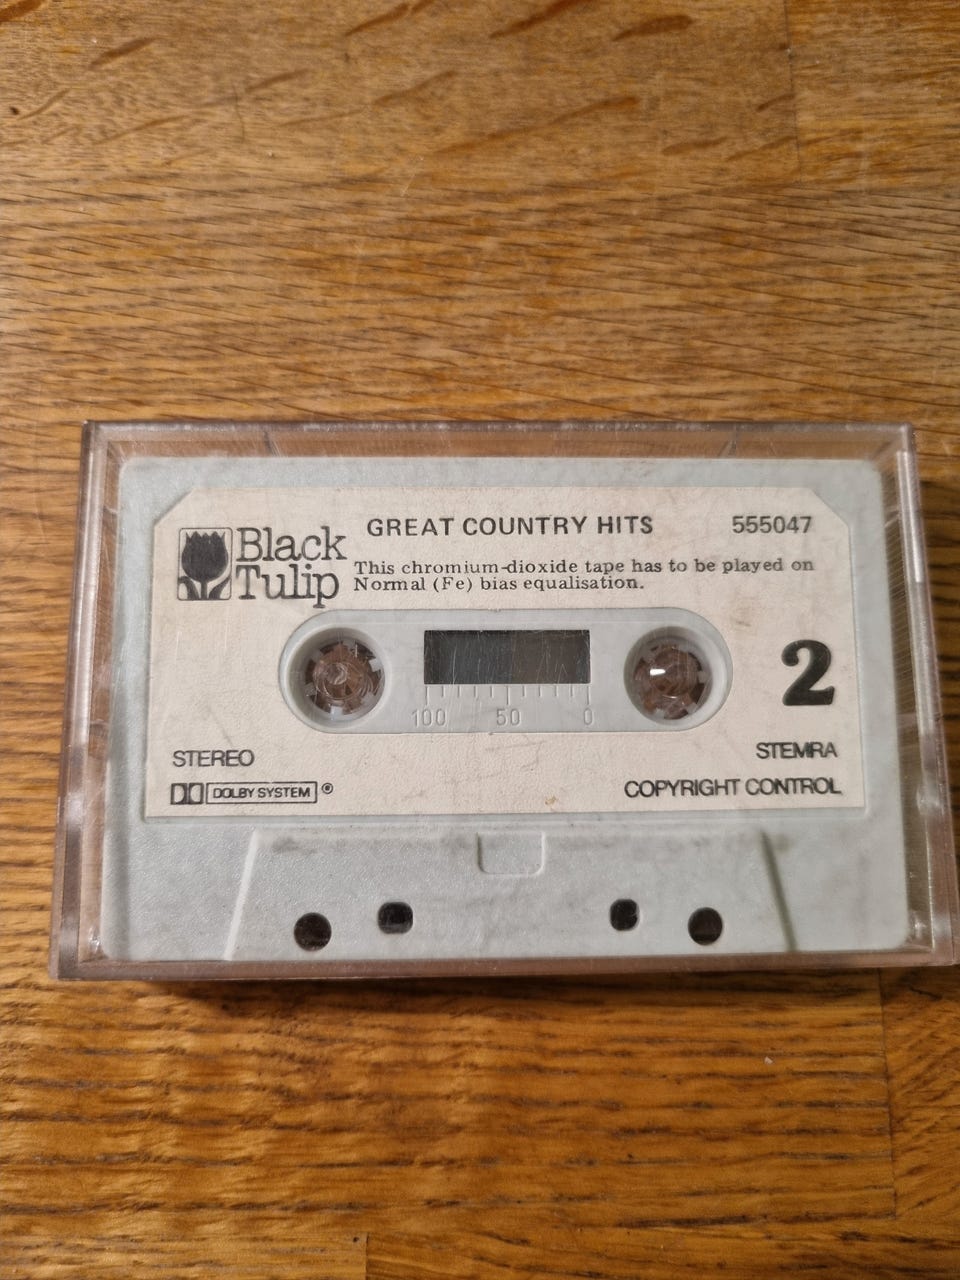 GREAT COUNTRY HITS 555047
Black
Tulip
This chromium-dioxide tape has to be played on
Normal (Fe) bias equalisation.
2
100 50 0
STEREO STEMRA
DOLBY SYSTEM ® COPYRIGHT CONTROL